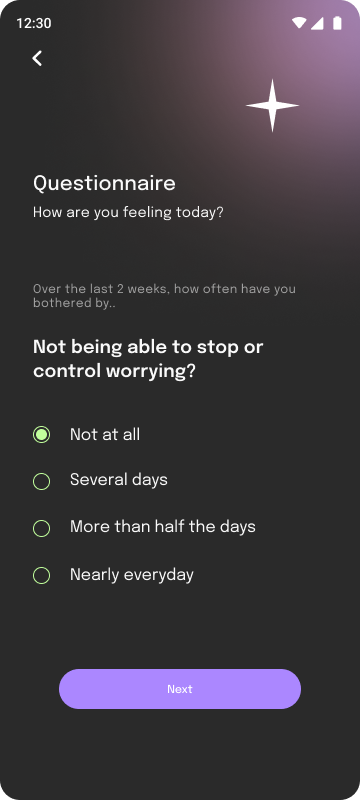 12:30
Questionnaire
How are you feeling today?
Over the last 2 weeks, how often have you
bothered by..
Not being able to stop or
control worrying?
Not at all
Several days
More than half the days
Nearly everyday
Next